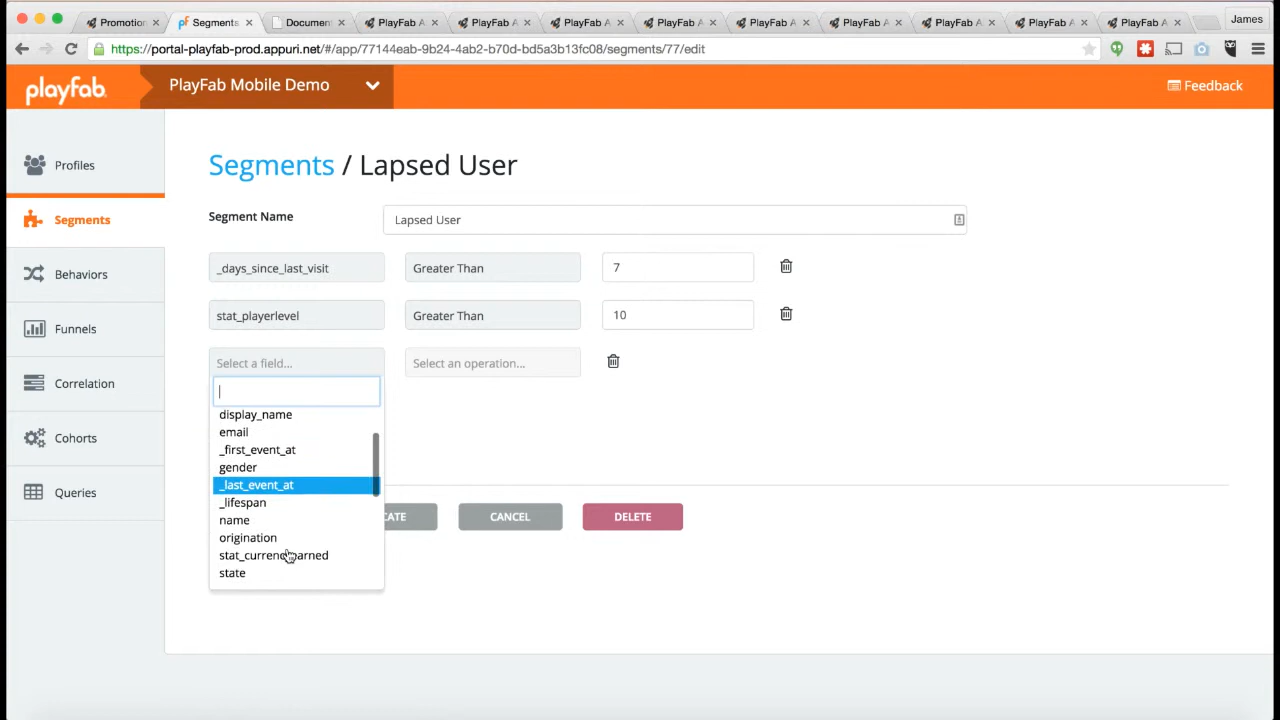 Promotion
Segments
Document
PlayFab A
PlayFab A
PlayFab A
PlayFab A
PlayFab A
PlayFab A
PlayFab A
PlayFab A
PlayFab A
James
https://portal-playfab-prod.appuri.net/#/app/77144eab-9b24-4ab2-b70d-bd5a3b13fc08/segments/77/edit
playfab
PlayFab Mobile Demo
Feedback
Profiles
Segments
Behaviors
Funnels
Correlation
Cohorts
Queries
Segments / Lapsed User
Segment Name
Lapsed User
_days_since_last_visit
Greater Than
7
stat_playerlevel
Greater Than
10
Select a field...
Select an operation...
display_name
email
_first_event_at
gender
_last_event_at
_lifespan
name
origination
state
CANCEL
DELETE